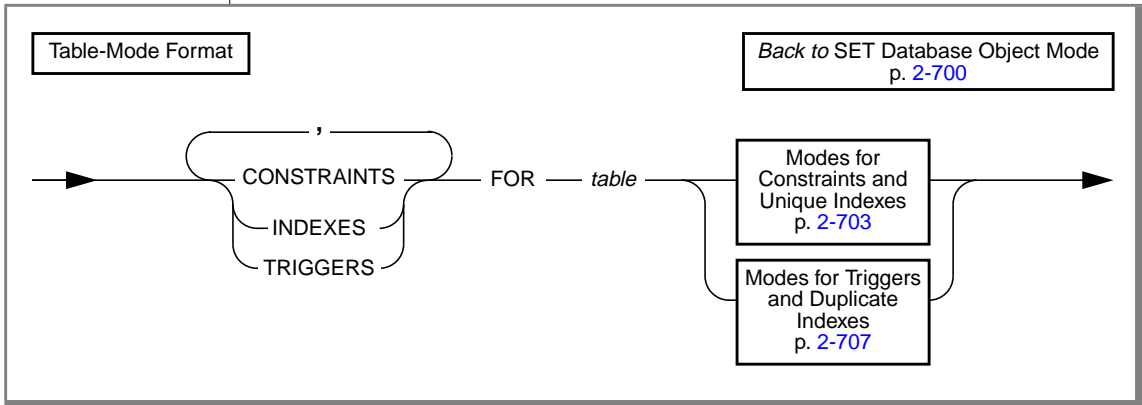 Table-Mode Format
Back to SET Database Object Mode
p. 2-700
,
CONSTRAINTS
INDEXES
TRIGGERS
FOR
table
Modes for
Constraints and
Unique Indexes
p. 2-703
Modes for Triggers
and Duplicate
Indexes
p. 2-707